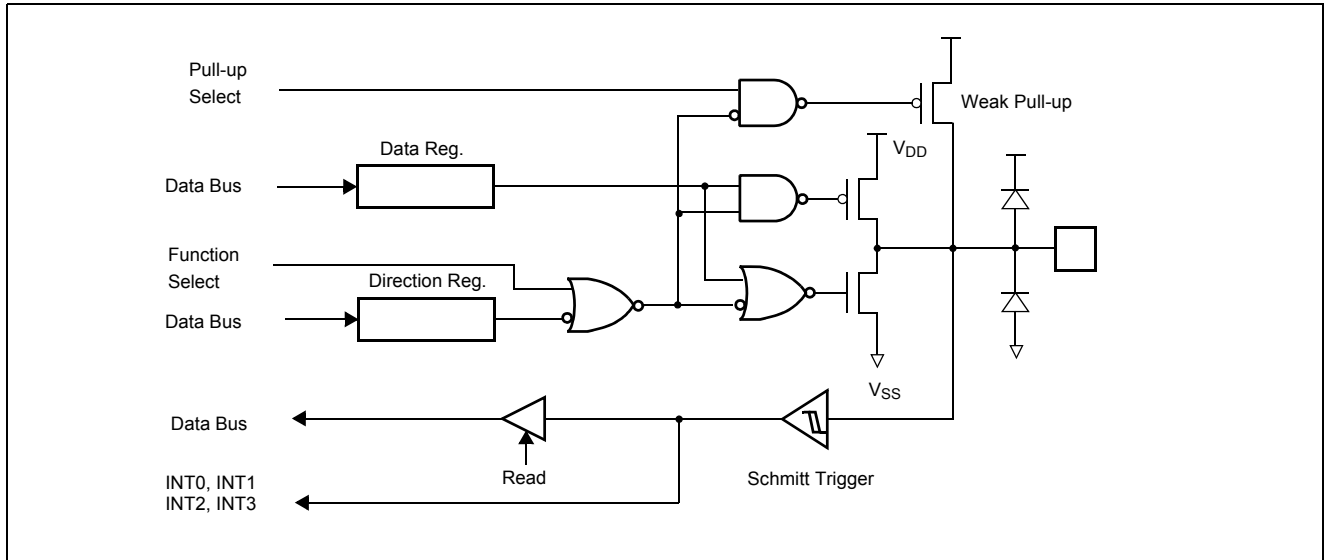 Pull-up
Select
Weak Pull-up
VDD
Data Reg.
Data Bus
Function
Select
Direction Reg.
Data Bus
VSS
Data Bus
Read
Schmitt Trigger
INT0, INT1
INT2, INT3